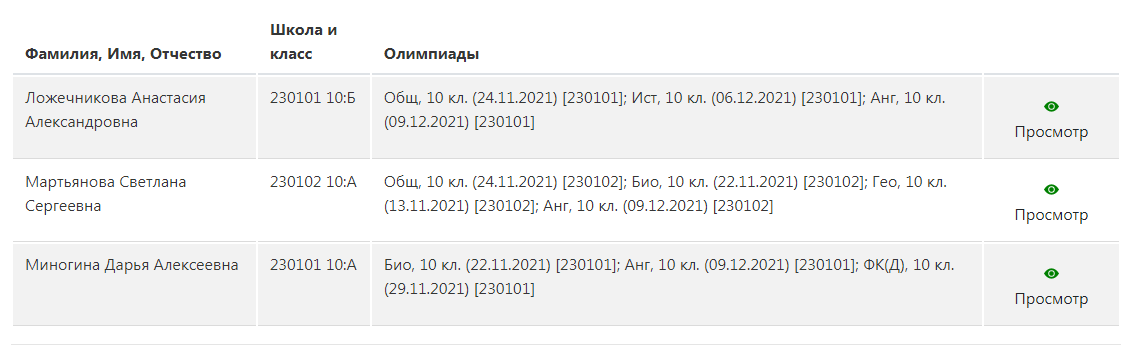 Фамилия, Имя, Отчество
Школа и
класс
Олимпиады
Ложечникова Анастасия
Александровна
230101 10:Б
Общ, 10 кл. (24.11.2021) [230101]; Ист, 10 кл. (06.12.2021) [230101]; Анг, 10 кл.
(09.12.2021) [230101]
Просмотр
Мартьянова Светлана
Сергеевна
230102 10:А
Общ, 10 кл. (24.11.2021) [230102]; Био, 10 кл. (22.11.2021) [230102]; Гео, 10 кл.
(13.11.2021) [230102]; Анг, 10 кл. (09.12.2021) [230102]
Просмотр
Миногина Дарья Алексеевна
230101 10:А
Био, 10 кл. (22.11.2021) [230101]; Анг, 10 кл. (09.12.2021) [230101]; ФК(Д), 10 кл.
(29.11.2021) [230101]
Просмотр